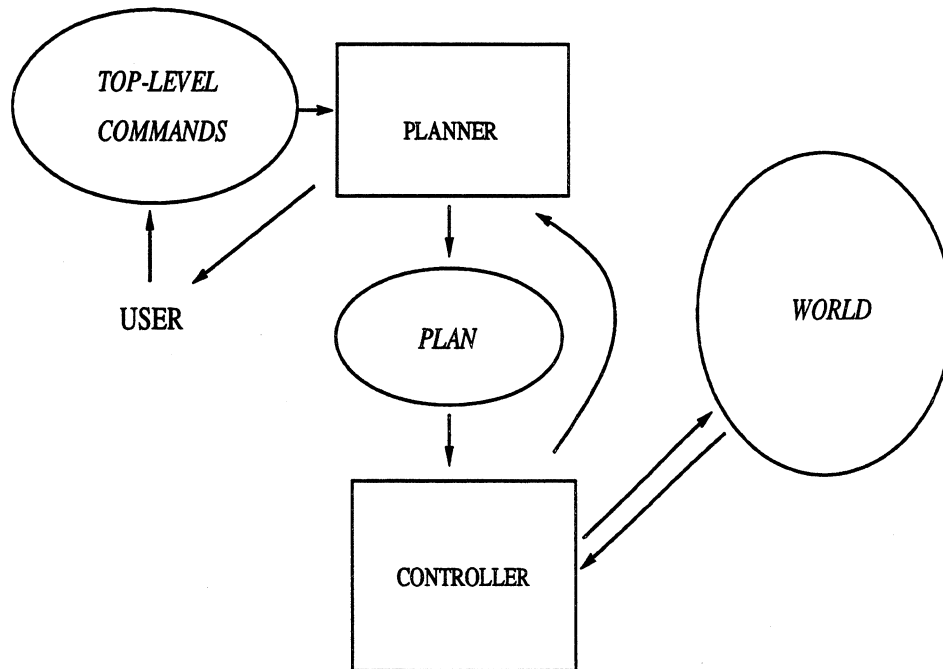 TOP-LEVEL
COMMANDS
PLANNER
USER
PLAN
WORLD
CONTROLLER